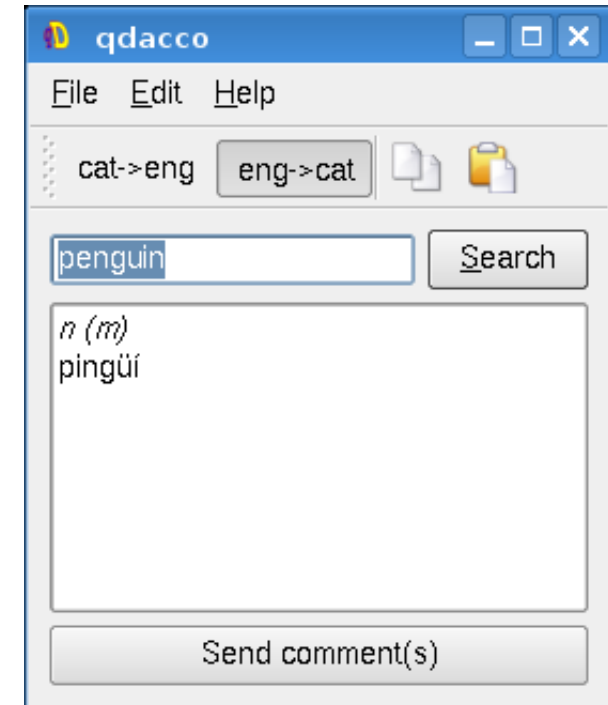 qdacco
File Edit Help
cat->eng eng->cat
penguin Search
n (m)
pingüí
Send comment(s)